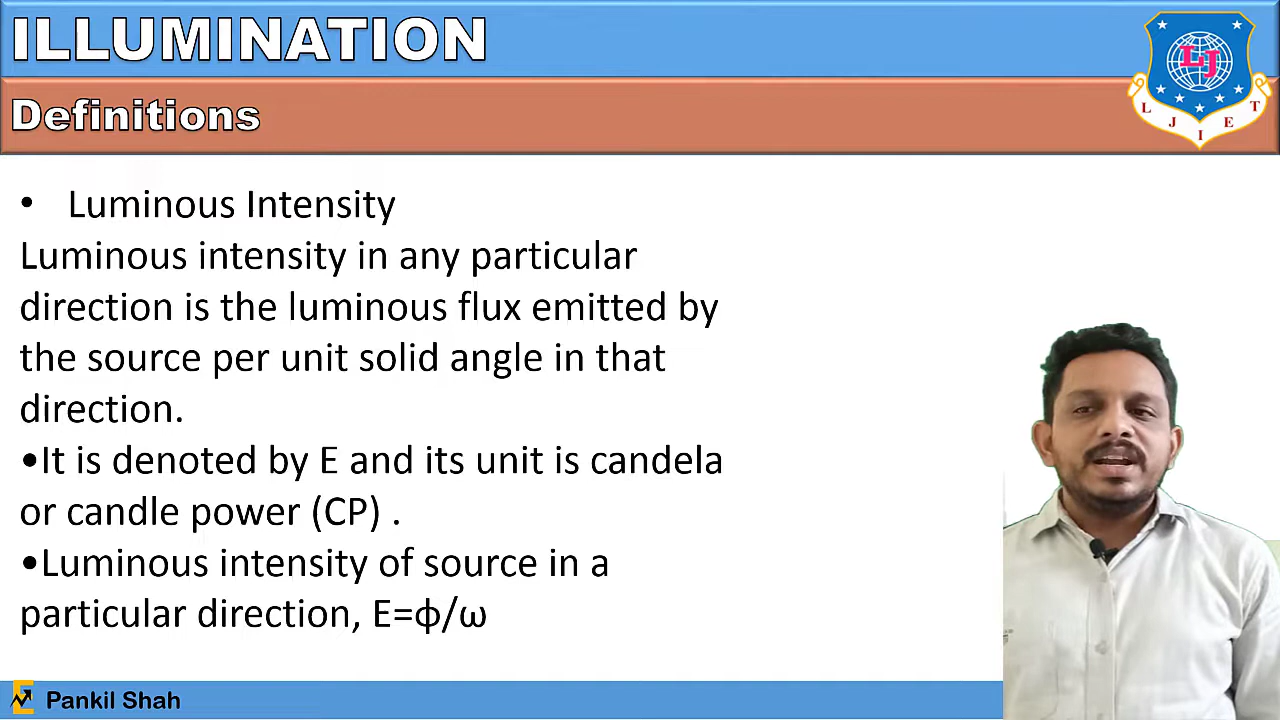 ILLUMINATION
Definitions
LJ
L J I E T
• Luminous Intensity
Luminous intensity in any particular
direction is the luminous flux emitted by
the source per unit solid angle in that
direction.
•It is denoted by E and its unit is candela
or candle power (CP) .
•Luminous intensity of source in a
particular direction, E=ϕ/ω
Pankil Shah